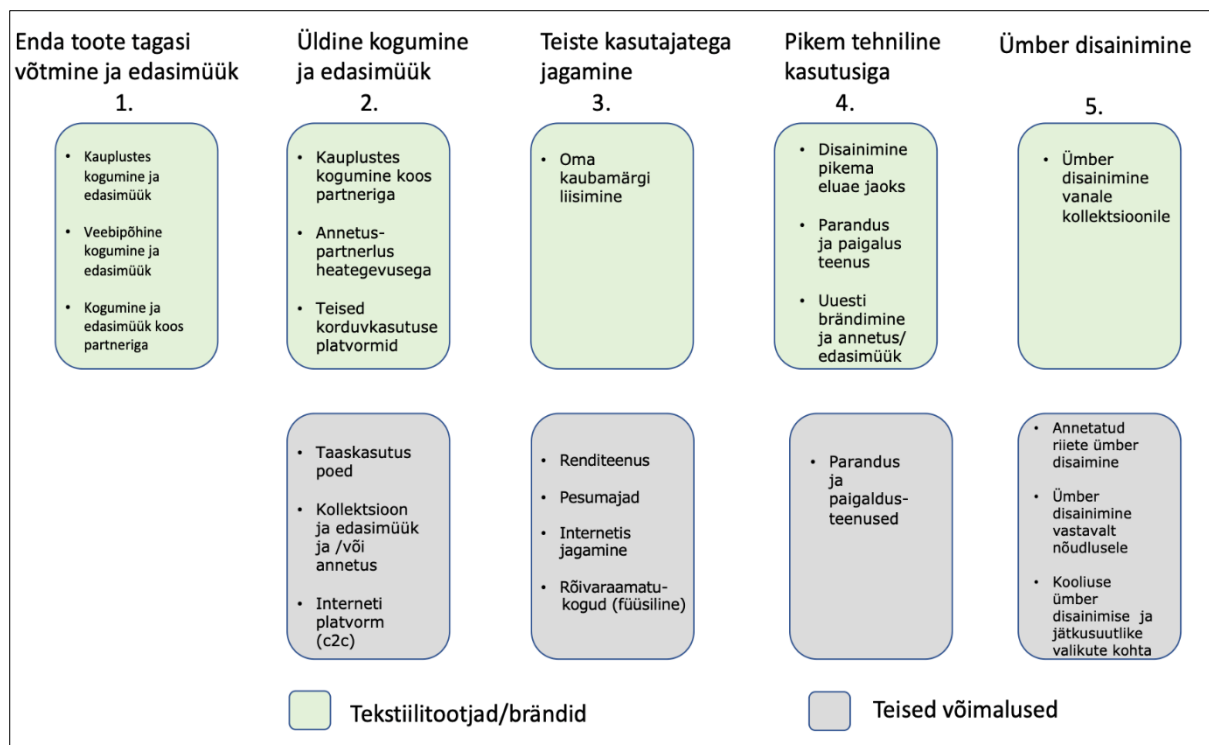 Enda toote tagasi
võtmine ja edasimüük
1.
Üldine kogumine
ja edasimüük
2.
Teiste kasutajatega
jagamine
3.
Pikem tehniline
kasutusiga
4.
Ümber disainimine
5.
• Kauplustes
kogumine ja
edasimüük
• Veebipõhine
kogumine ja
edasimüük
• Kogumine ja
edasimüük koos
partneriga
• Kauplustes
kogumine koos
partneriga
• Annetus-
partnerlus
heategevusega
• Teised
korduvkasutuse
platvormid
• Oma
kaubamärgi
liisimine
• Disainimine
pikema
eluae jaoks
• Parandus
ja paigalus
teenus
• Uuesti
brändimine
ja annetus/
edasimüük
• Ümber
disainimine
vanale
kollektsioonile
• Taaskasutus
poed
• Kollektsioon
ja edasimüük
ja /või
annetus
• Interneti
platvorm
(c2c)
• Renditeenus
• Pesumajad
• Internetis
jagamine
• Rõivaraamatu-
kogud (füüsiline)
• Parandus
ja
paigaldus-
teenused
• Annetatud
riiete ümber
disaimine
• Ümber
disainimine
vastavalt
nõudlusele
• Kooliuse
ümber
disainimise ja
jätkusuutlike
valikute kohta
Tekstiilitootjad/brändid
Teised võimalused